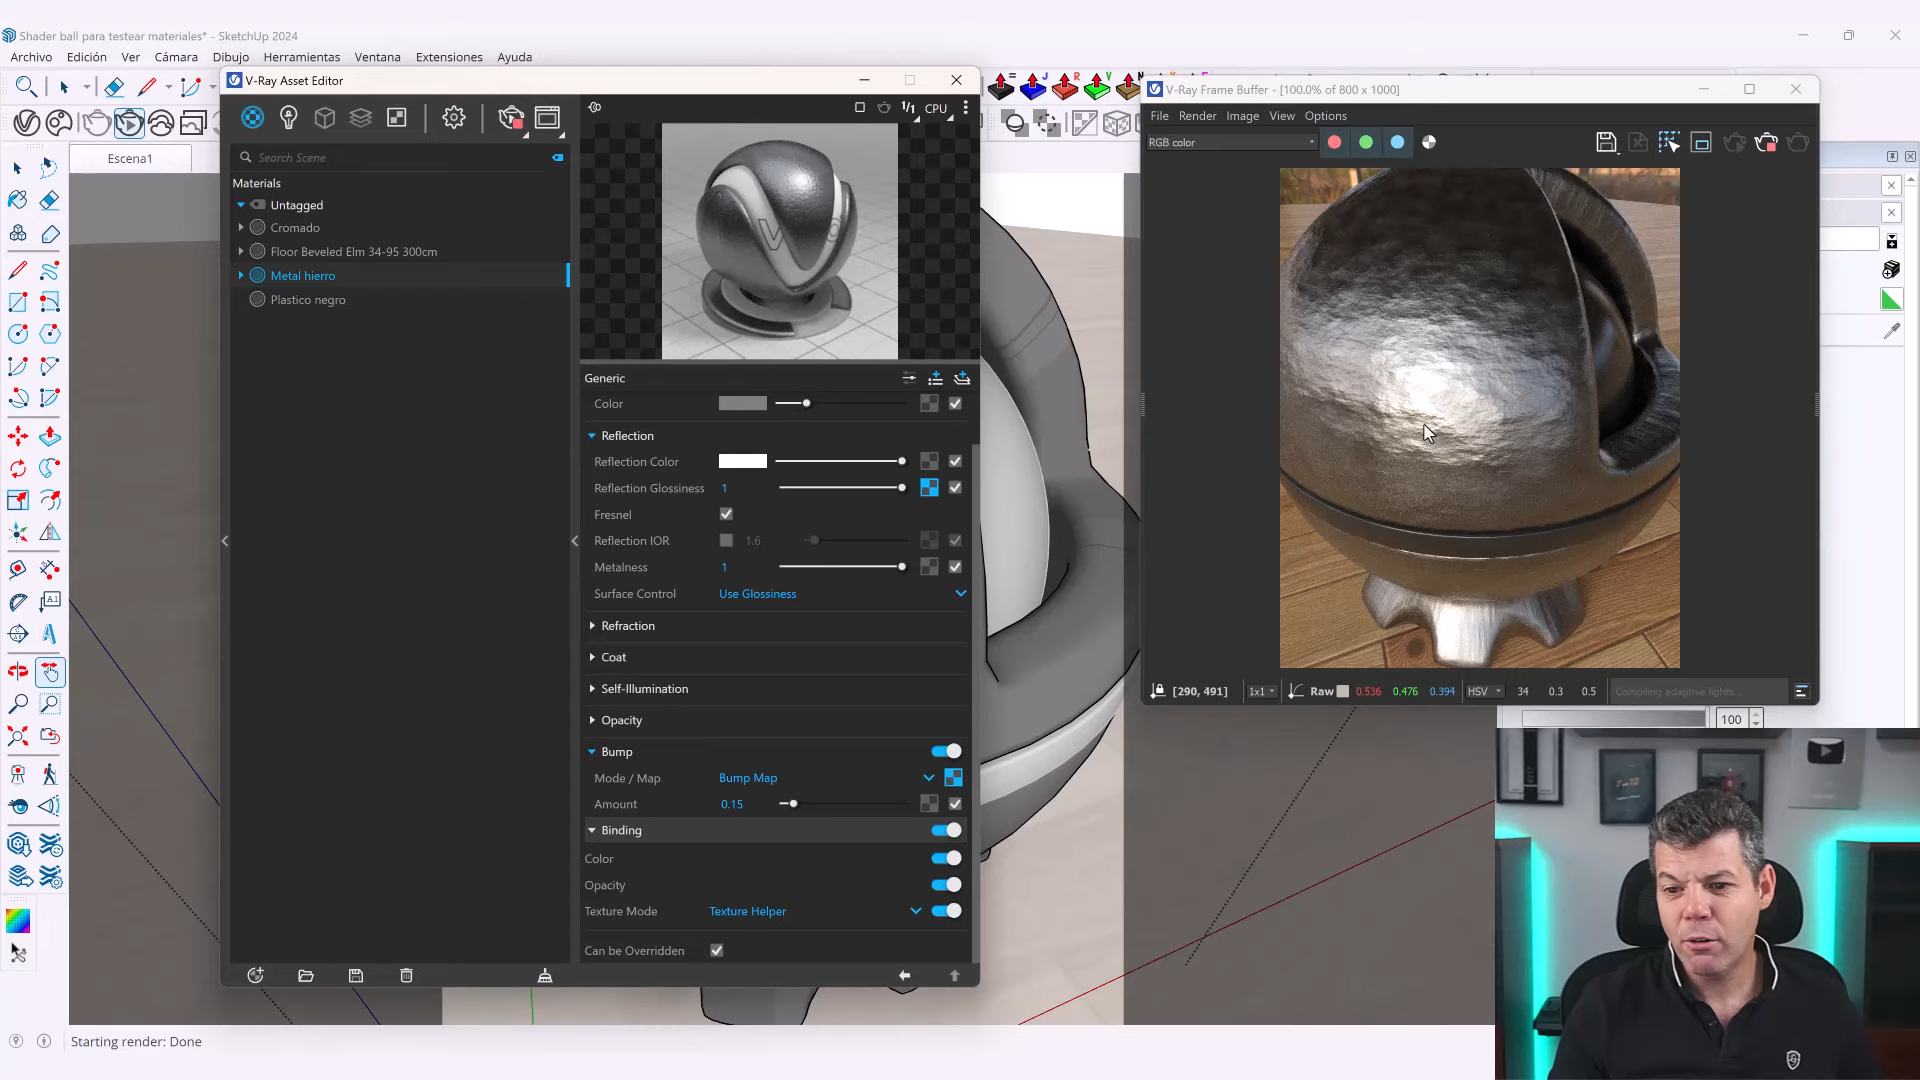 Shader ball para testear materiales* - SketchUp 2024
Archivo Edición Ver Cámara Dibujo Herramientas Ventana Extensiones Ayuda
V-Ray Asset Editor
V-Ray Frame Buffer - [100.0% of 800 x 1000]
1/1 CPU
File Render Image View Options
RGB color
Escena1
Search Scene
Materials
Untagged
Cromado
Floor Beveled Elm 34-95 300cm
Metal hierro
Plastico negro
Generic
Color
Reflection
Reflection Color
Reflection Glossiness 1
Fresnel
Reflection IOR 1.6
Metalness 1
Surface Control Use Glossiness
Refraction
Coat
Self-Illumination
Opacity
Bump
Mode / Map Bump Map
Amount 0.15
Binding
Color
Opacity
Texture Mode Texture Helper
Can be Overridden
[290, 491] 1x1 Raw 0.536 0.476 0.394 HSV 34 0.3 0.5 Compiling adaptive lights...
100
Starting render: Done